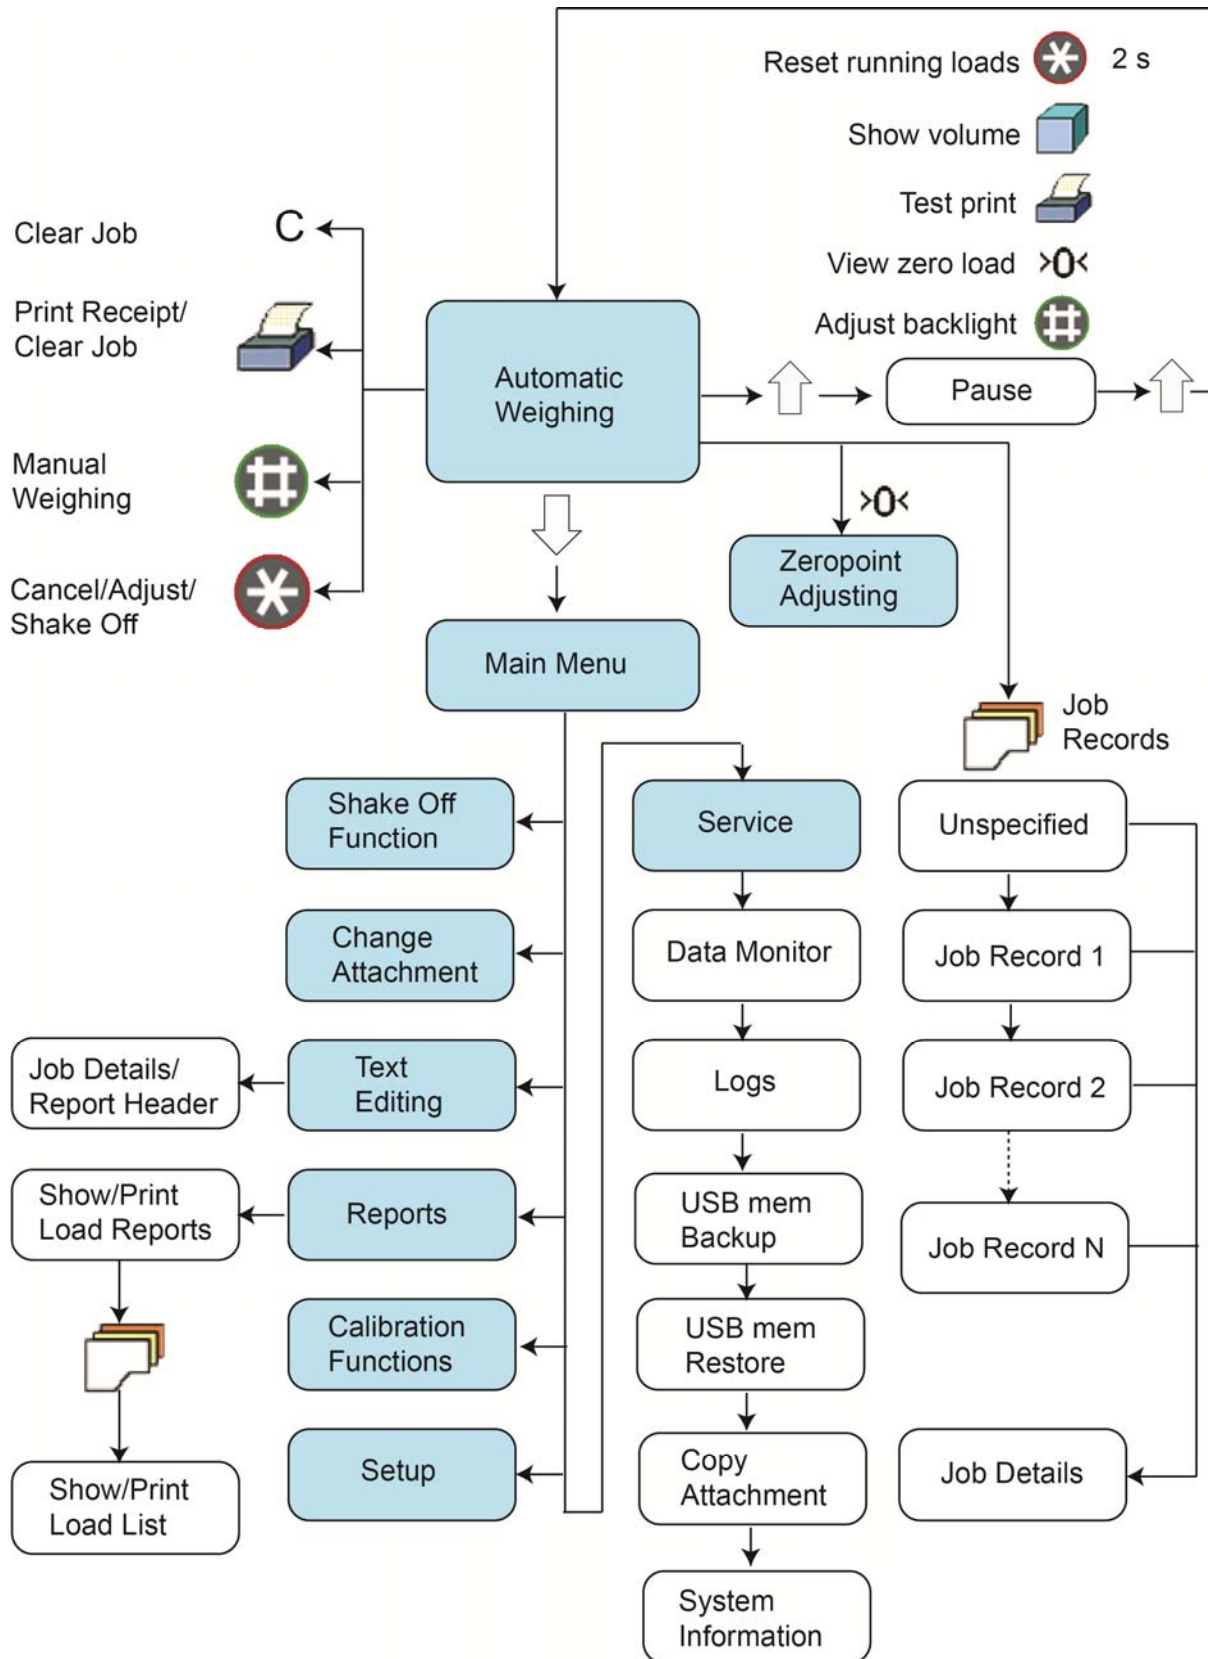 Reset running loads 2 s
Show volume
Test print
View zero load >0<
Adjust backlight
Clear Job C
Print Receipt/
Clear Job
Manual
Weighing
Cancel/Adjust/
Shake Off
Automatic
Weighing
Pause
>0<
Zeropoint
Adjusting
Main Menu
Job
Records
Shake Off
Function
Service
Unspecified
Change
Attachment
Data Monitor
Job Record 1
Job Details/
Report Header
Text
Editing
Logs
Job Record 2
Show/Print
Load Reports
Reports
USB mem
Backup
Job Record N
Calibration
Functions
USB mem
Restore
Show/Print
Load List
Setup
Copy
Attachment
Job Details
System
Information